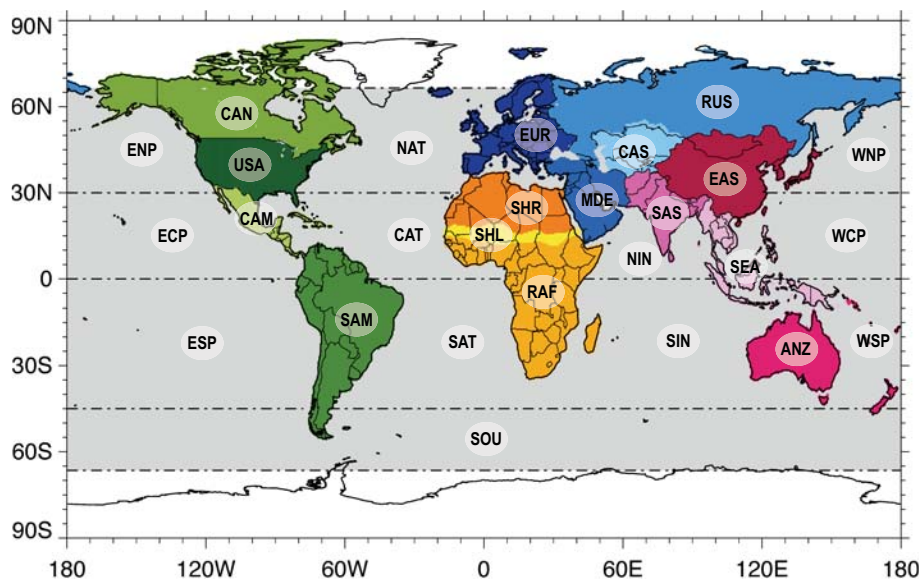 90N
60N
30N
0
30S
60S
90S
CAN
RUS
ENP
NAT
EUR
CAS
WNP
USA
EAS
MDE
SHR
SAS
CAM
ECP
CAT
SHL
WCP
NIN
SEA
RAF
SAM
ESP
SAT
SIN
ANZ
WSP
SOU
180
120W
60W
0
60E
120E
180